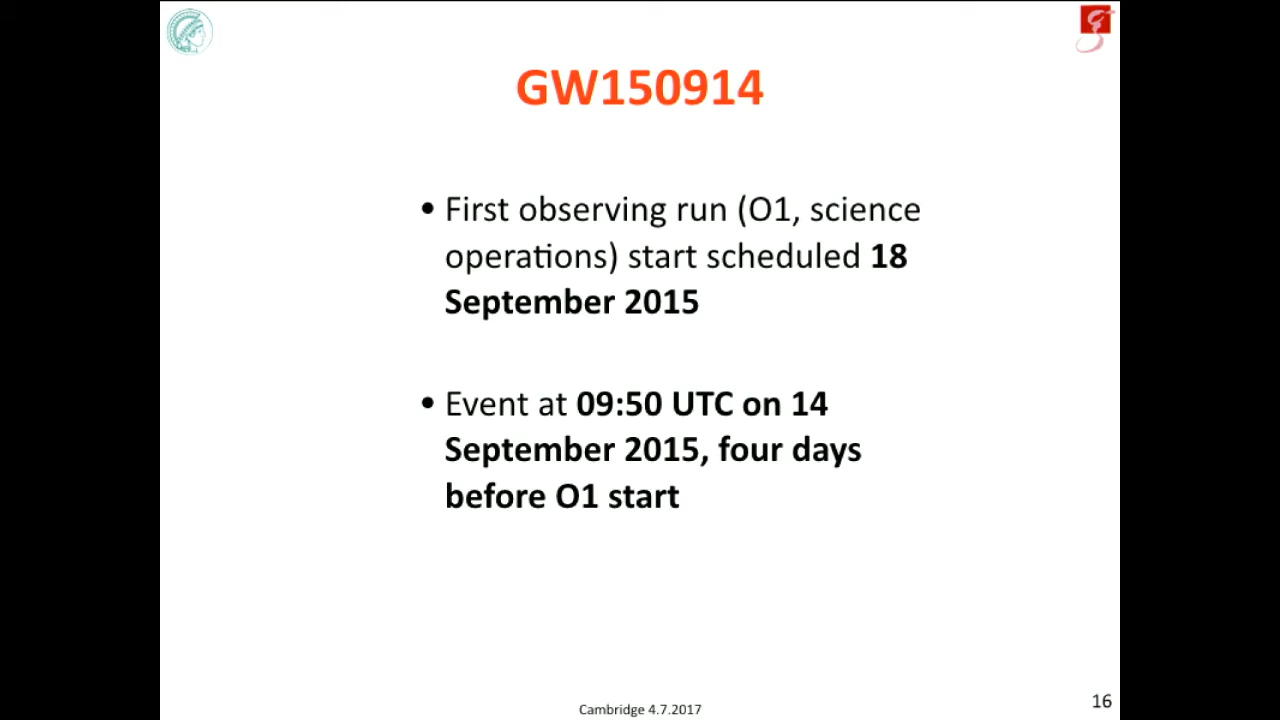 GW150914
• First observing run (O1, science
operations) start scheduled 18
September 2015
• Event at 09:50 UTC on 14
September 2015, four days
before O1 start
Cambridge 4.7.2017
16